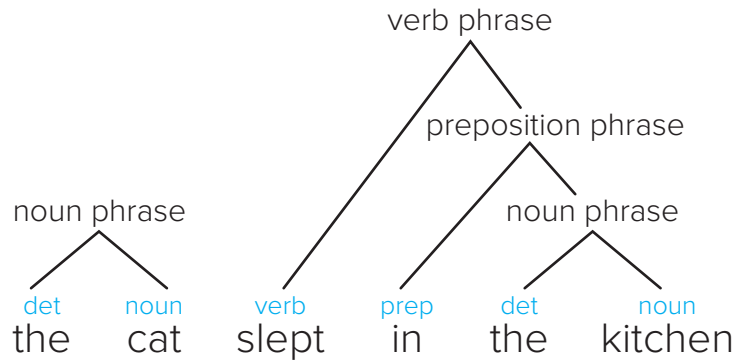 verb phrase
preposition phrase
noun phrase noun phrase
det noun verb prep det noun
the cat slept in the kitchen